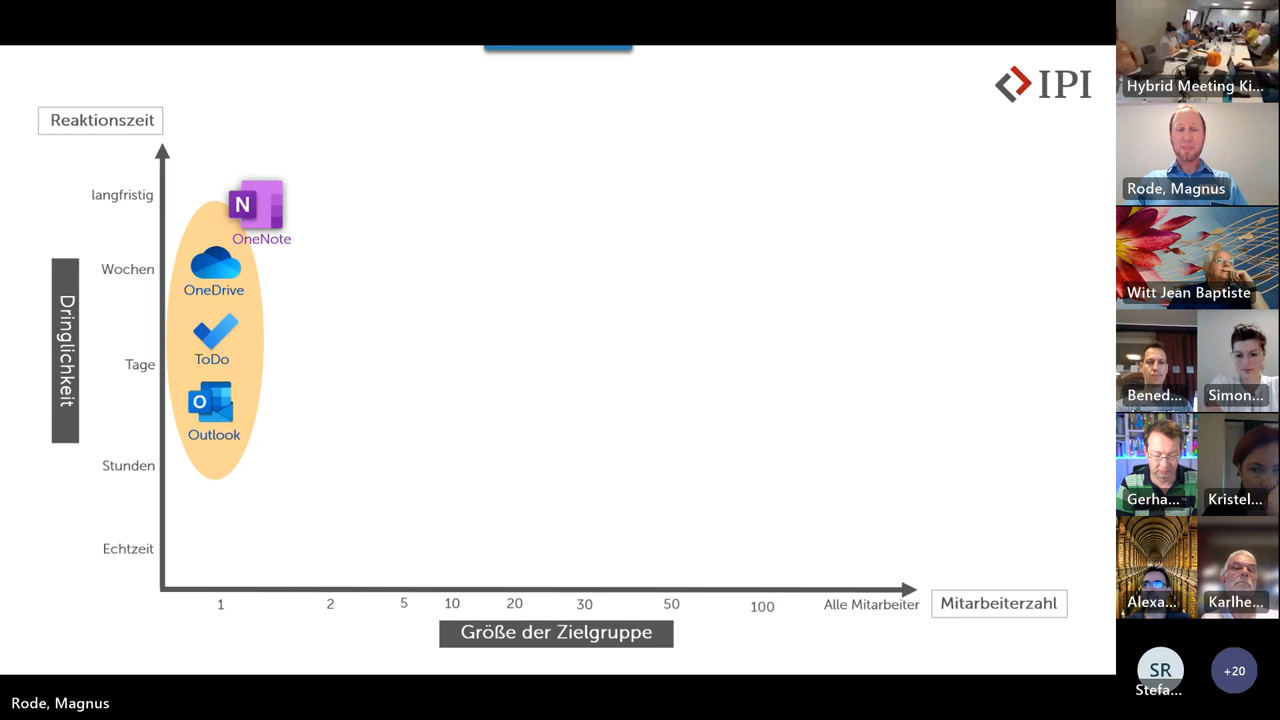 IPI
Reaktionszeit
langfristig
N
OneNote
Wochen
OneDrive
Dringlichkeit
Tage
ToDo
O
Outlook
Stunden
Echtzeit
1
2
5
10
20
30
50
100
Alle Mitarbeiter
Mitarbeiterzahl
Größe der Zielgruppe
Rode, Magnus
Hybrid Meeting Ki...
Rode, Magnus
Witt Jean Baptiste
Bened...
Simon...
Gerha...
Kristel...
Alexa...
Karlhe...
SR
Stefa...
+20